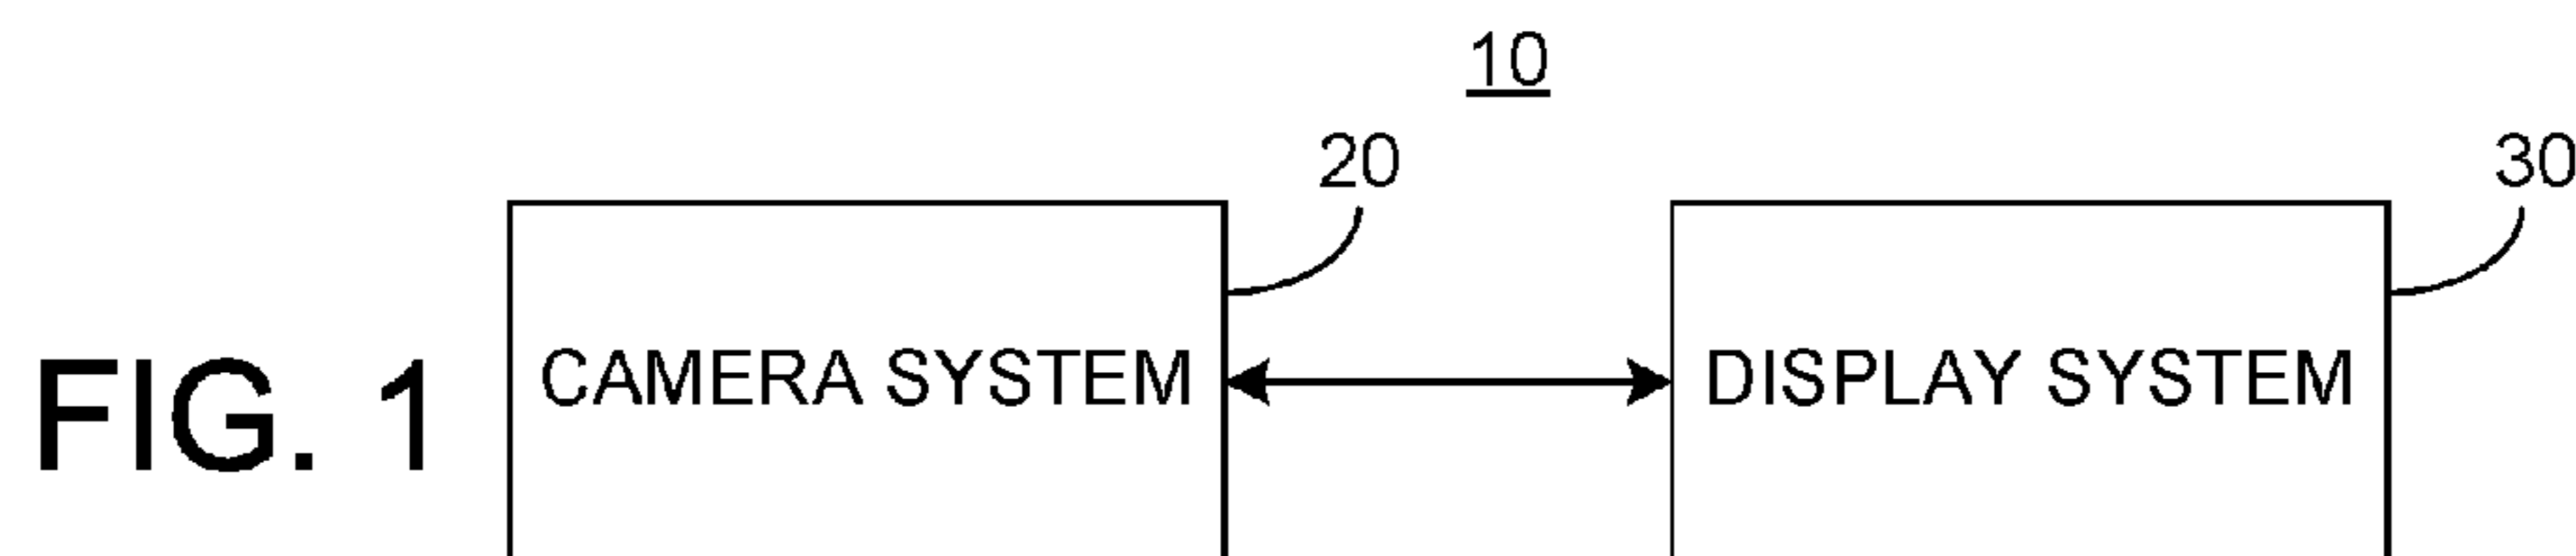 10
20
30
FIG. 1
CAMERA SYSTEM
DISPLAY SYSTEM